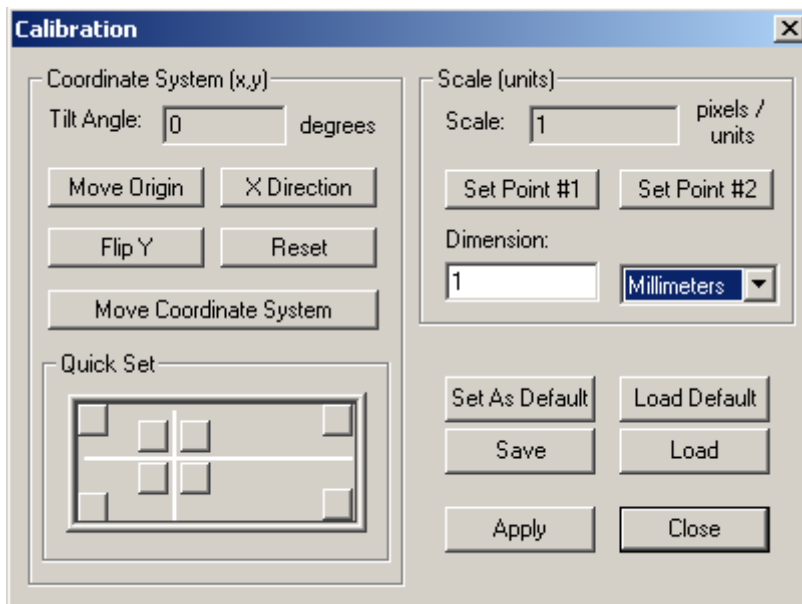 Calibration
Coordinate System (x,y)
Tilt Angle: 0 degrees
Move Origin X Direction
Flip Y Reset
Move Coordinate System
Quick Set
Scale (units)
Scale: 1 pixels /
units
Set Point #1 Set Point #2
Dimension:
1 Millimeters
Set As Default Load Default
Save Load
Apply Close